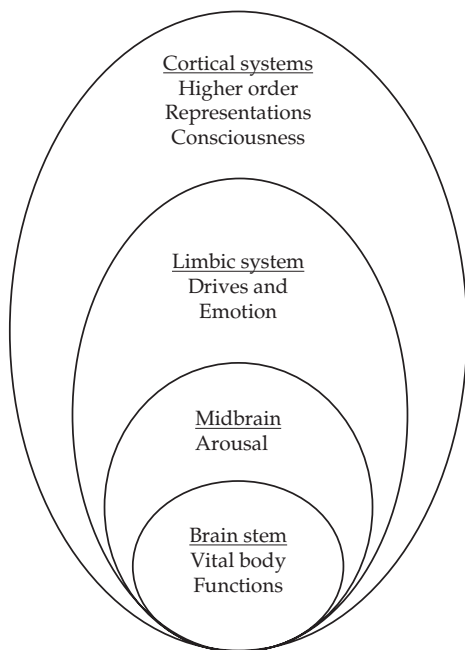 Cortical systems
Higher order
Representations
Consciousness
Limbic system
Drives and
Emotion
Midbrain
Arousal
Brain stem
Vital body
Functions